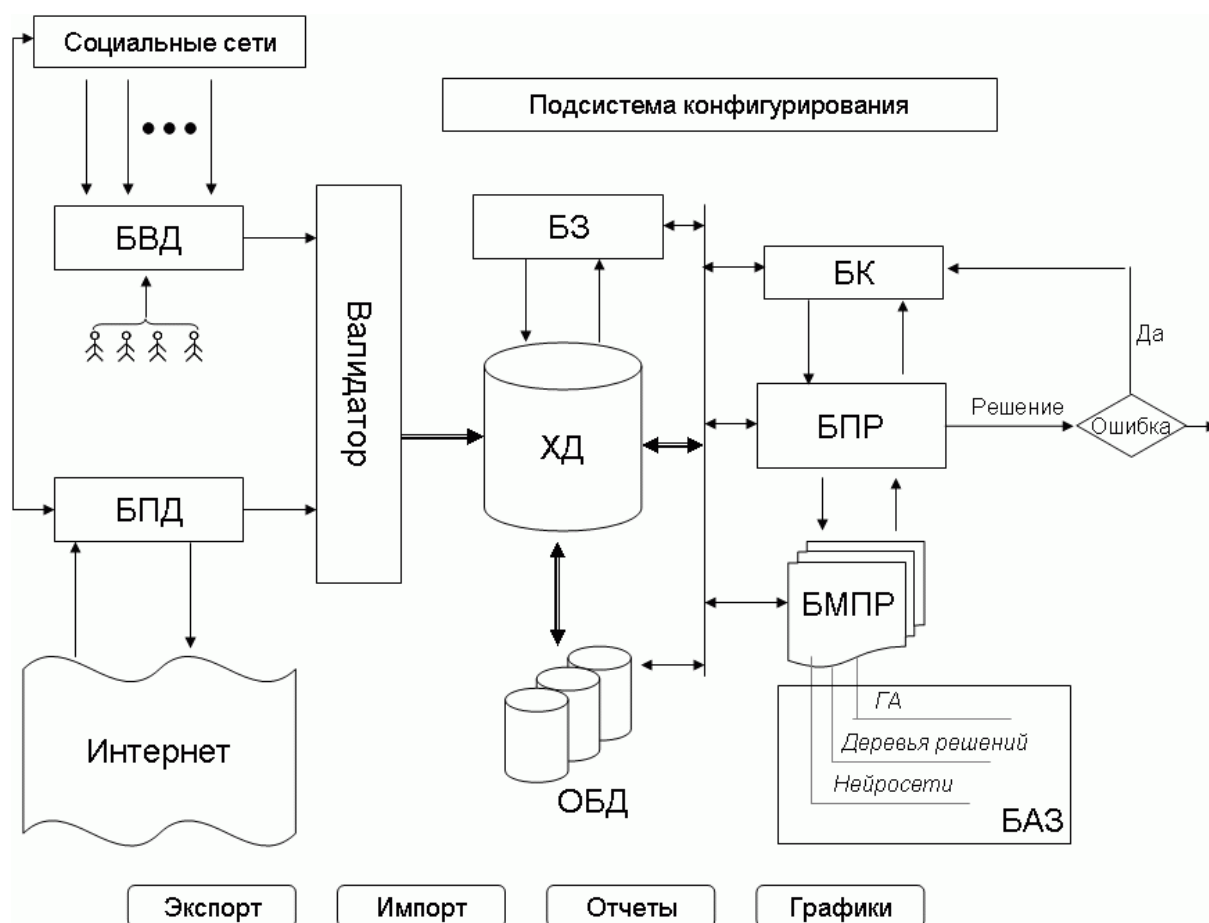 Социальные сети
Подсистема конфигурирования
БВД
Валидатор
БЗ
БК
Да
ХД
БПР
Решение
Ошибка
БПД
БМПР
Интернет
ОБД
ГА
Деревья решений
Нейросети
БАЗ
Экспорт
Импорт
Отчеты
Графики